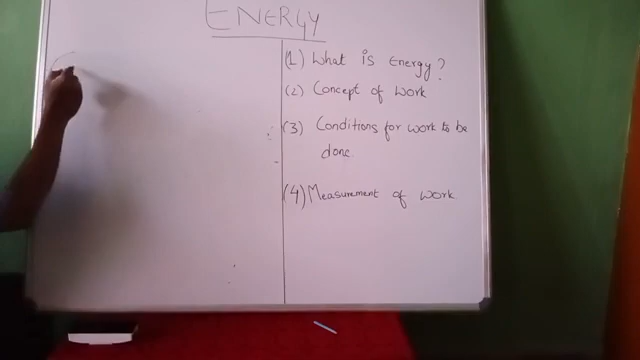 ENERGY
(1) What is Energy?
(2) Concept of Work
(3) Conditions for work to be
done.
(4) Measurement of work